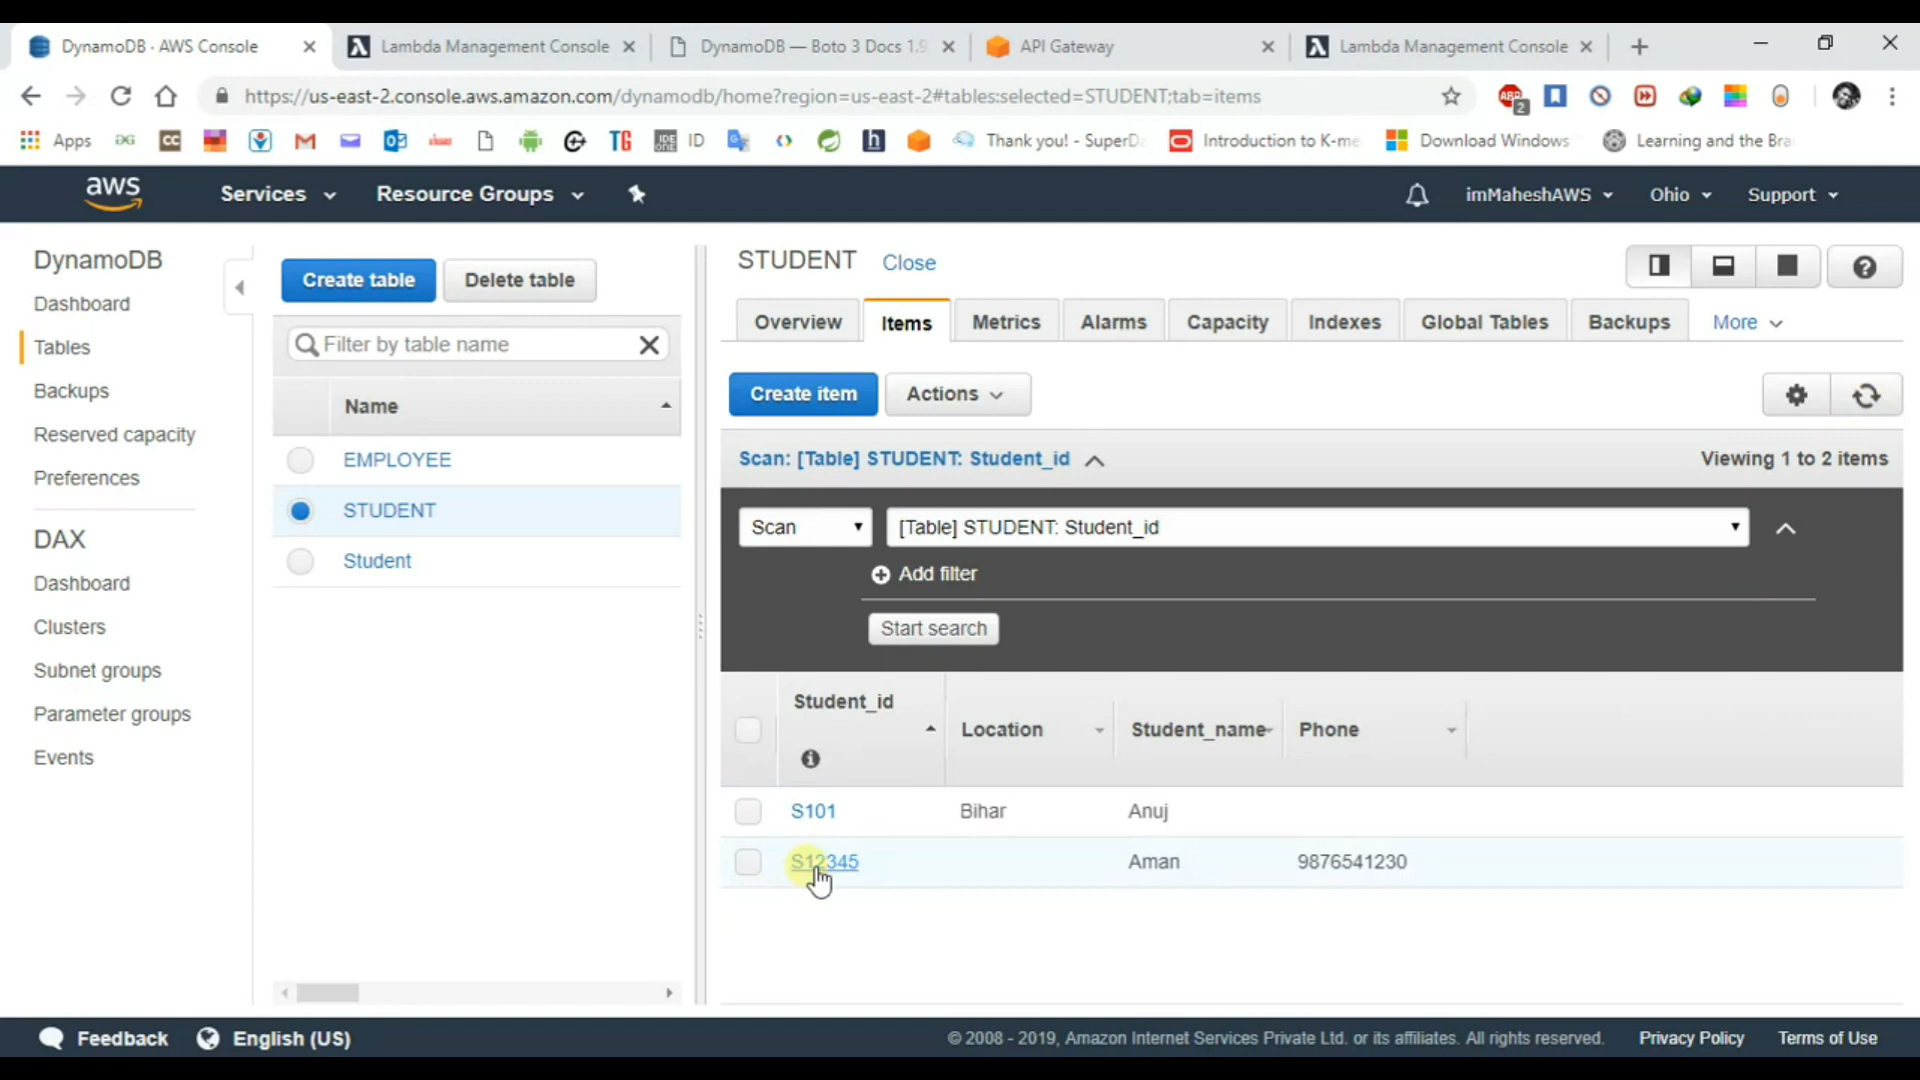 DynamoDB · AWS Console
Lambda Management Console
DynamoDB — Boto 3 Docs 1.9
API Gateway
Lambda Management Console
https://us-east-2.console.aws.amazon.com/dynamodb/home?region=us-east-2#tables:selected=STUDENT;tab=items
ABP
2
Apps
CC
TG
IDE ONE
ID
h
Thank you! - SuperDa
Introduction to K-me
Download Windows
Learning and the Bra
aws
Services
Resource Groups
imMaheshAWS
Ohio
Support
DynamoDB
Dashboard
Tables
Backups
Reserved capacity
Preferences
DAX
Dashboard
Clusters
Subnet groups
Parameter groups
Events
Create table
Delete table
Filter by table name
Name
EMPLOYEE
STUDENT
Student
STUDENT
Close
Overview
Items
Metrics
Alarms
Capacity
Indexes
Global Tables
Backups
More
Create item
Actions
Scan: [Table] STUDENT: Student_id
Viewing 1 to 2 items
Scan
[Table] STUDENT: Student_id
Add filter
Start search
Student_id
Location
Student_name
Phone
S101
Bihar
Anuj
S12345
Aman
9876541230
Feedback
English (US)
© 2008 - 2019, Amazon Internet Services Private Ltd. or its affiliates. All rights reserved.
Privacy Policy
Terms of Use